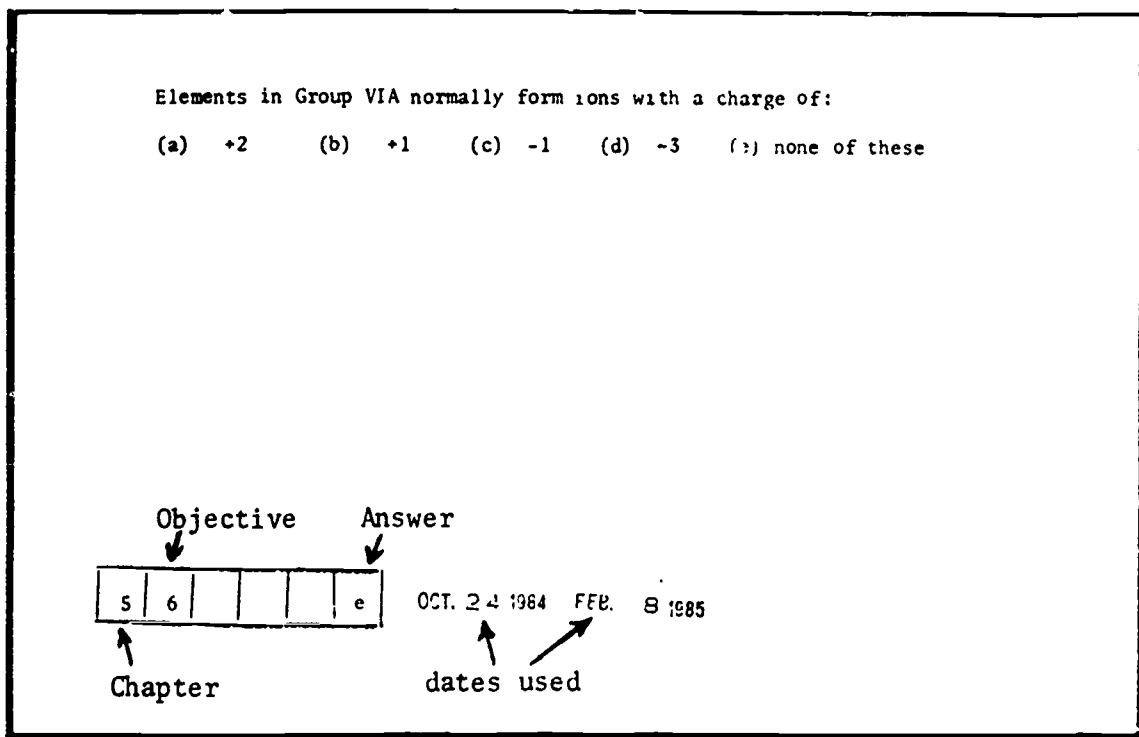 Elements in Group VIA normally form ions with a charge of:
(a) +2 (b) +1 (c) -1 (d) -3 (e) none of these
Objective Answer
5 6 e OCT. 24 1984 FEB. 8 1985
Chapter dates used